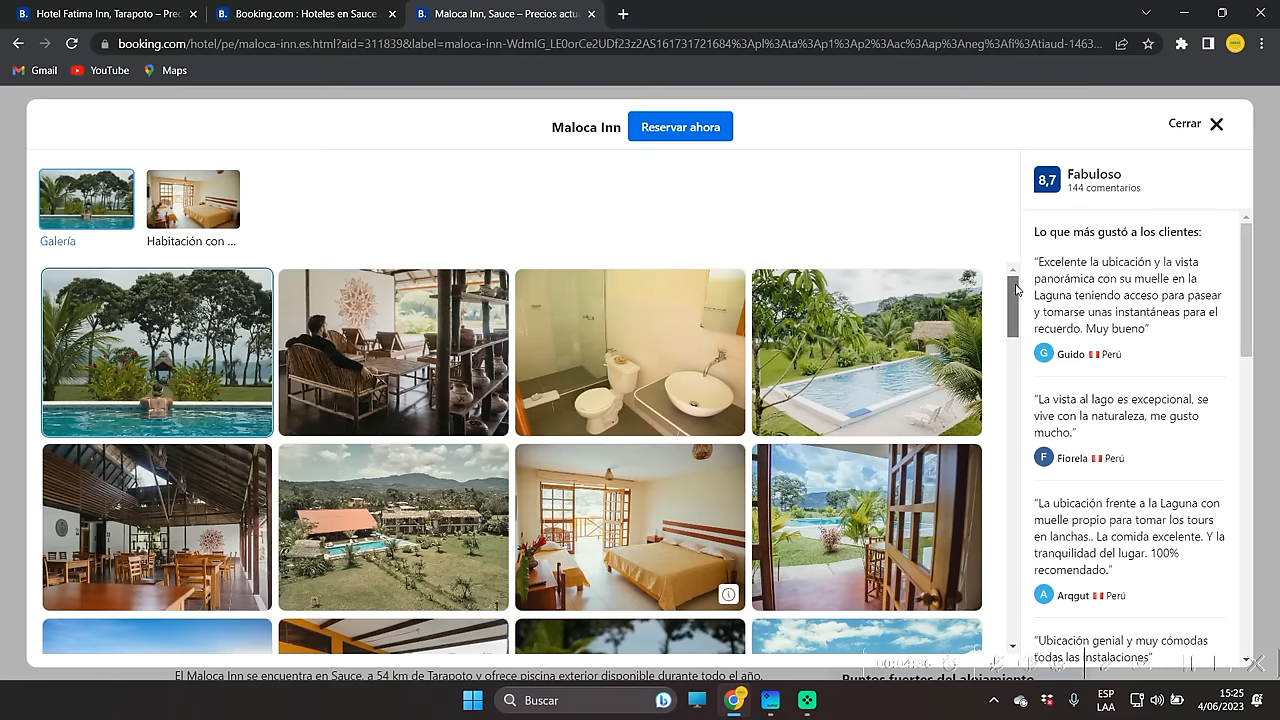 Hotel Fatima Inn, Tarapoto – Prec
Booking.com : Hoteles en Sauce
Maloca Inn, Sauce – Precios actu
booking.com/hotel/pe/maloca-inn.es.html?aid=311839&label=maloca-inn-WdmIG_LE0orCe2UDf23z2AS161731721684%3Apl%3Ata%3Ap1%3Ap2%3Aac%3Aap%3Aneg%3Afi%3Atiaud-1463...
Gmail
YouTube
Maps
Maloca Inn
Reservar ahora
Cerrar
Galería
Habitación con ...
8,7
Fabuloso
144 comentarios
Lo que más gustó a los clientes:
“Excelente la ubicación y la vista
panorámica con su muelle en la
Laguna teniendo acceso para pasear
y tomarse unas instantáneas para el
recuerdo. Muy bueno”
G Guido Perú
“La vista al lago es excepcional, se
vive con la naturaleza, me gusto
mucho.”
F Fiorela Perú
“La ubicación frente a la Laguna con
muelle propio para tomar los tours
en lanchas.. La comida excelente. Y la
tranquilidad del lugar. 100%
recomendado.”
A Arqgut Perú
“Ubicación genial y muy cómodas
todas las instalaciones”
El Maloca Inn se encuentra en Sauce, a 54 km de Tarapoto y ofrece piscina exterior disponible durante todo el año.
Puntos fuertes del alojamiento
Buscar
ESP
LAA
15:25
4/06/2023